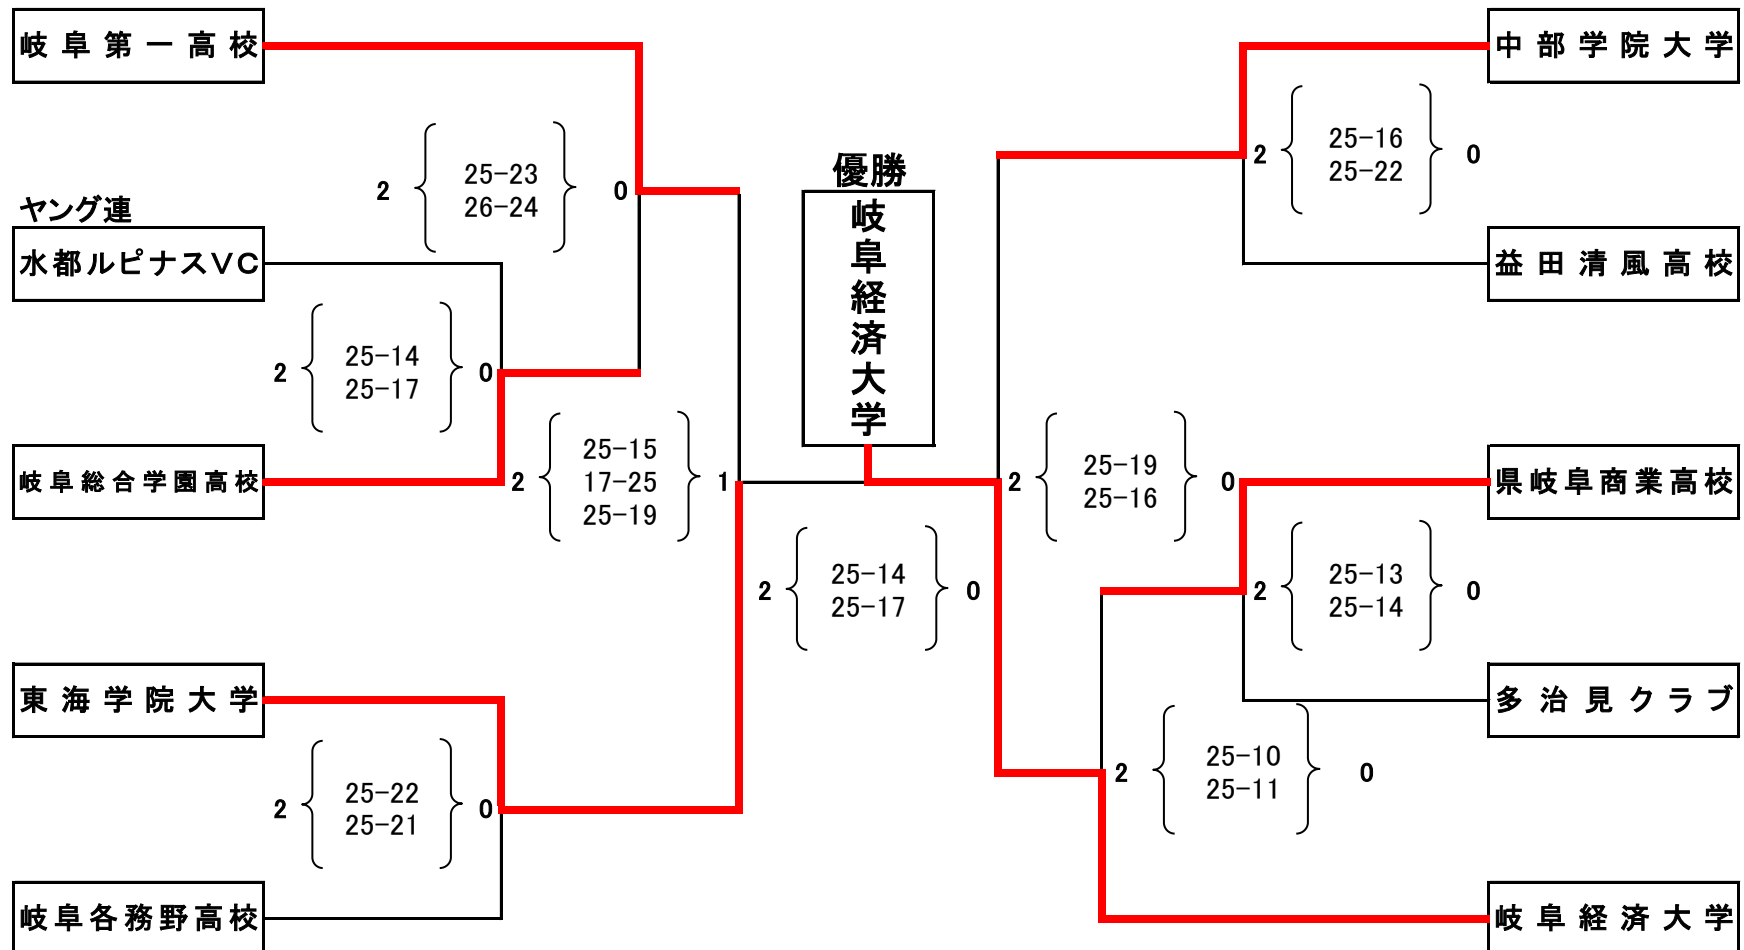 岐阜第一高校
ヤング連
水都ルピナスVC
岐阜総合学園高校
東海学院大学
岐阜各務野高校
2 25-23 0
26-24
2 25-14 0
25-17
2 25-15 1
17-25
25-19
2 25-22 0
25-21
優勝
岐阜経済大学
2 25-14 0
25-17
2 25-16 0
25-22
2 25-19 0
25-16
2 25-13 0
25-14
2 25-10 0
25-11
中部学院大学
益田清風高校
県岐阜商業高校
多治見クラブ
岐阜経済大学